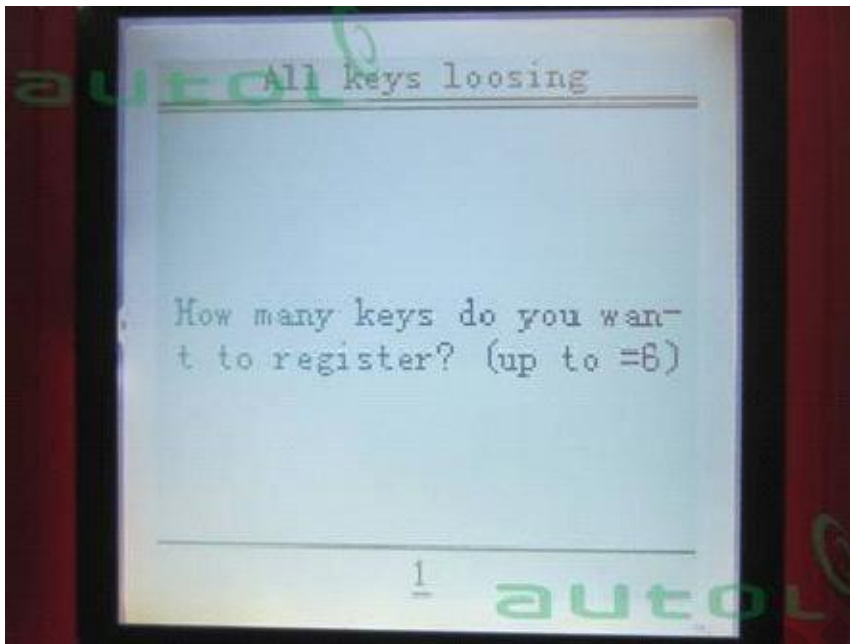 All keys loosing
How many keys do you wan-
t to register? (up to =6)
1
autol
autol